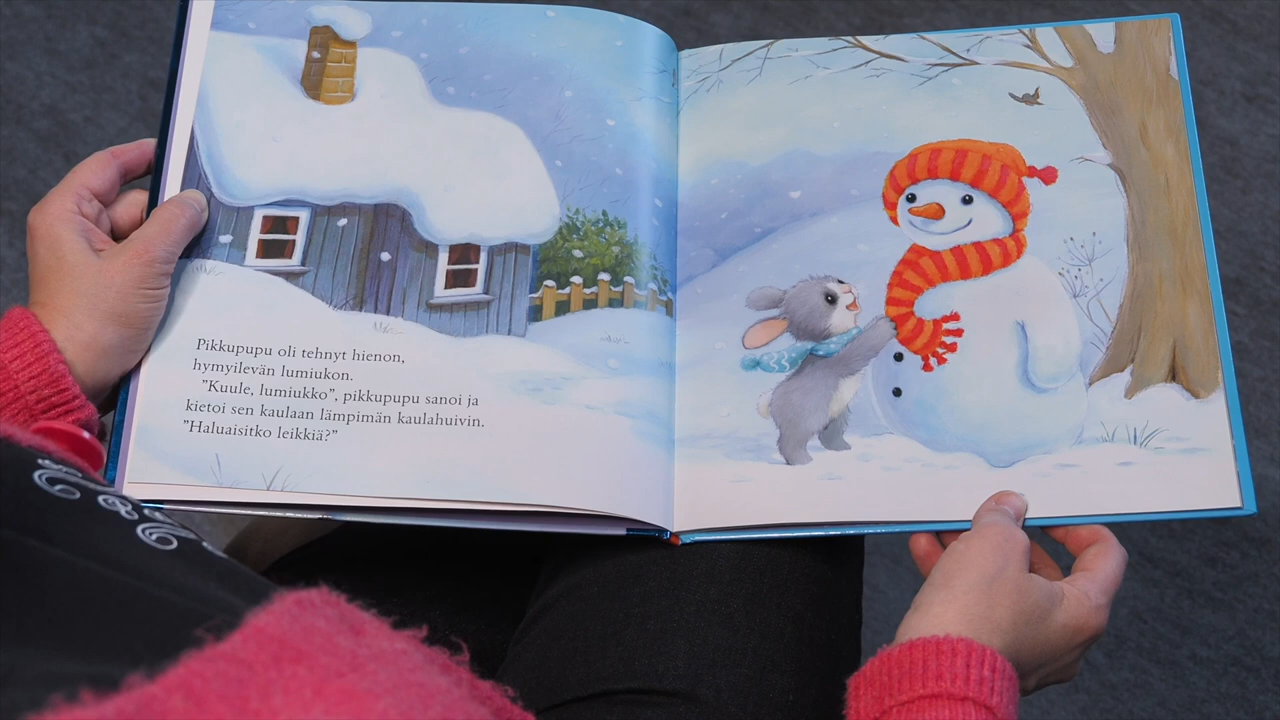 Pikkupupu oli tehnyt hienon,
hymyilevän lumiukon.
”Kuule, lumiukko”, pikkupupu sanoi ja
kietoi sen kaulaan lämpimän kaulahuivin.
”Haluaisitko leikkiä?”